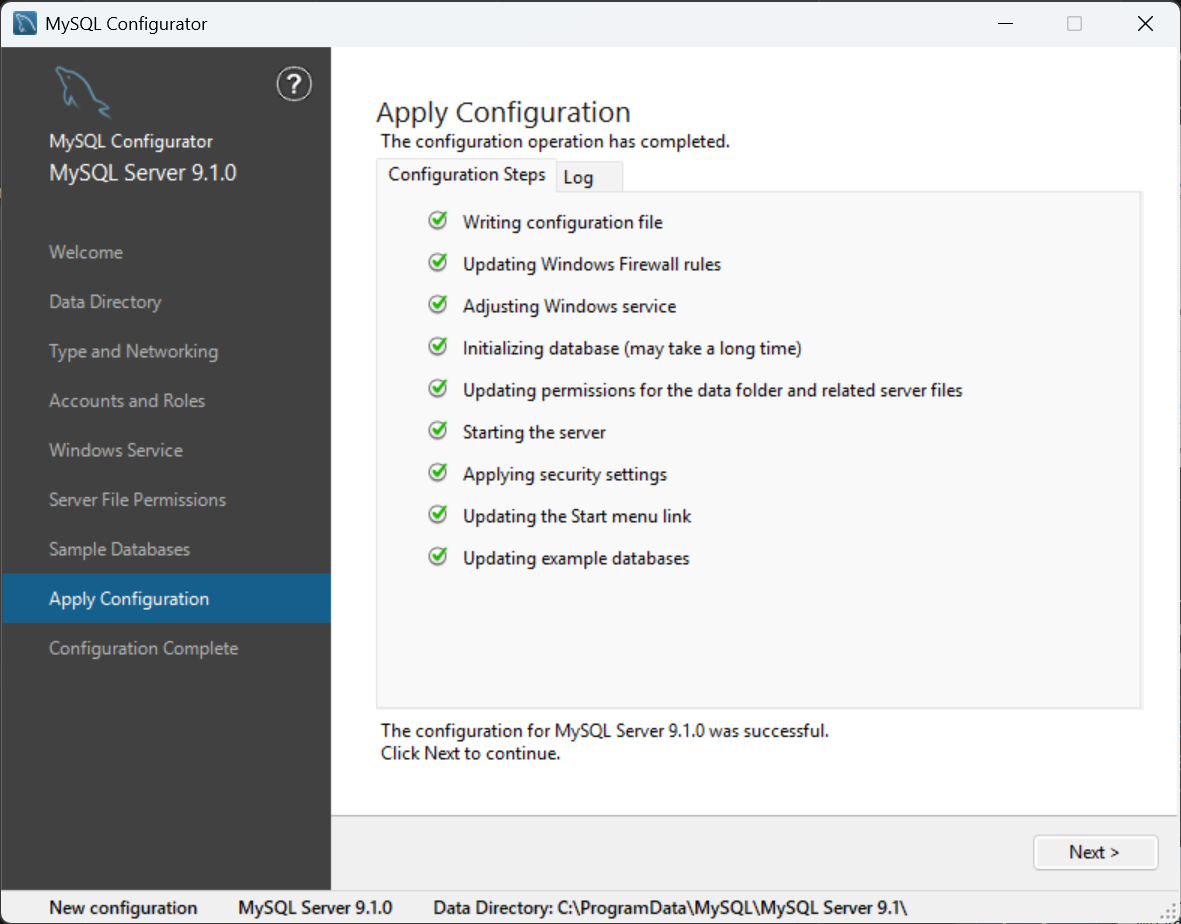 MySQL Configurator
?
MySQL Configurator
MySQL Server 9.1.0
Welcome
Data Directory
Type and Networking
Accounts and Roles
Windows Service
Server File Permissions
Sample Databases
Apply Configuration
Configuration Complete
Apply Configuration
The configuration operation has completed.
Configuration Steps Log
Writing configuration file
Updating Windows Firewall rules
Adjusting Windows service
Initializing database (may take a long time)
Updating permissions for the data folder and related server files
Starting the server
Applying security settings
Updating the Start menu link
Updating example databases
The configuration for MySQL Server 9.1.0 was successful.
Click Next to continue.
Next >
New configuration MySQL Server 9.1.0 Data Directory: C:\ProgramData\MySQL\MySQL Server 9.1\